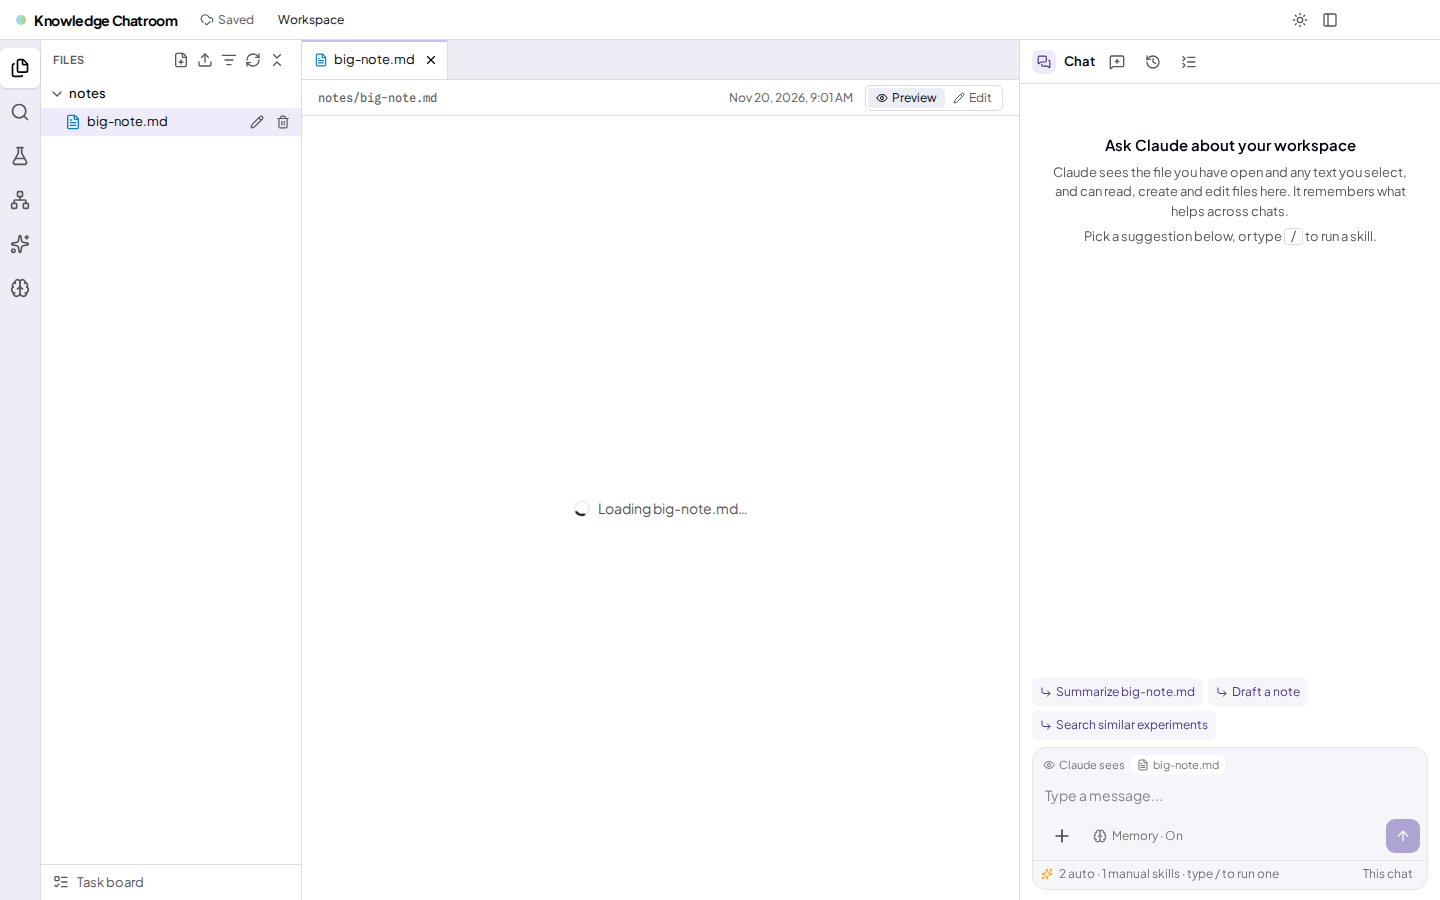 Knowledge Chatroom
Saved
Workspace
FILES
notes
big-note.md
Task board
big-note.md
notes/big-note.md
Nov 20, 2026, 9:01 AM
Preview
Edit
Loading big-note.md...
Chat
Ask Claude about your workspace
Claude sees the file you have open and any text you select,
and can read, create and edit files here. It remembers what
helps across chats.
Pick a suggestion below, or type / to run a skill.
Summarize big-note.md
Draft a note
Search similar experiments
Claude sees
big-note.md
Type a message...
Memory · On
2 auto · 1 manual skills · type / to run one
This chat